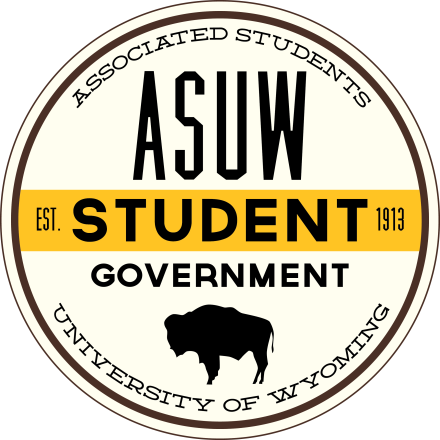 ASSOCIATED STUDENTS
ASUW
EST. STUDENT 1913
GOVERNMENT
UNIVERSITY OF WYOMING